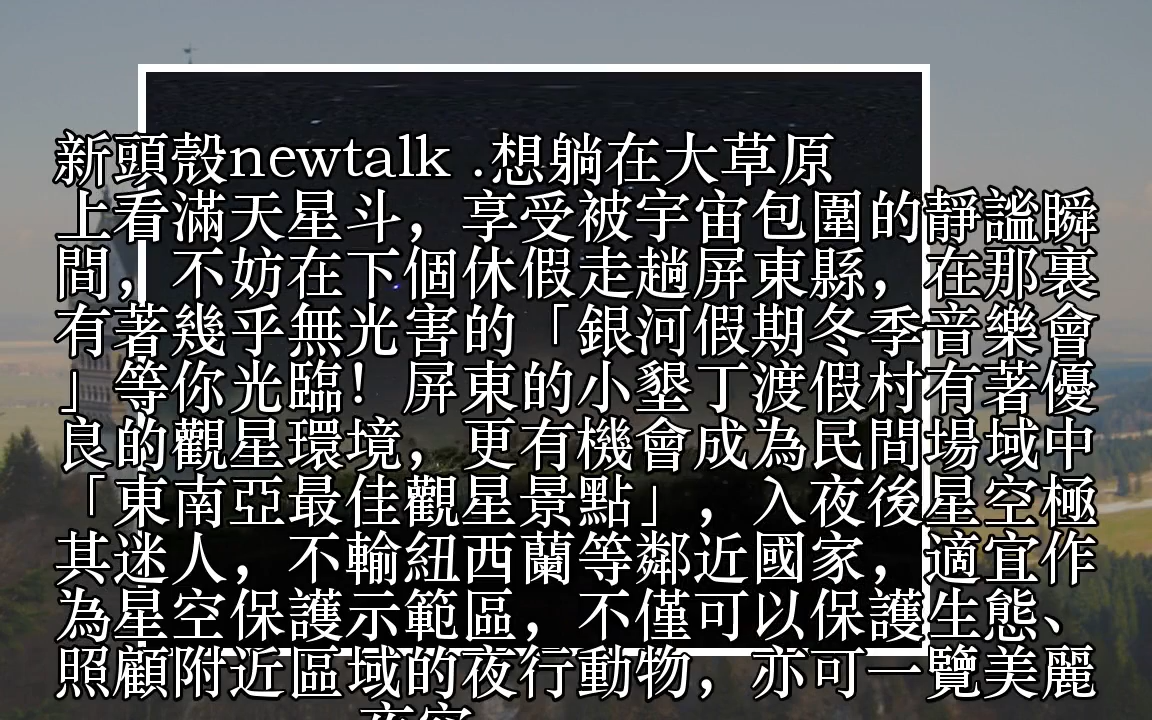 新頭殼newtalk .想躺在大草原
上看滿天星斗，享受被宇宙包圍的靜謐瞬
間，不妨在下個休假走趟屏東縣，在那裏
有著幾乎無光害的「銀河假期冬季音樂會
」等你光臨！屏東的小墾丁渡假村有著優
良的觀星環境，更有機會成為民間場域中
「東南亞最佳觀星景點」，入夜後星空極
其迷人，不輸紐西蘭等鄰近國家，適宜作
為星空保護示範區，不僅可以保護生態、
照顧附近區域的夜行動物，亦可一覽美麗